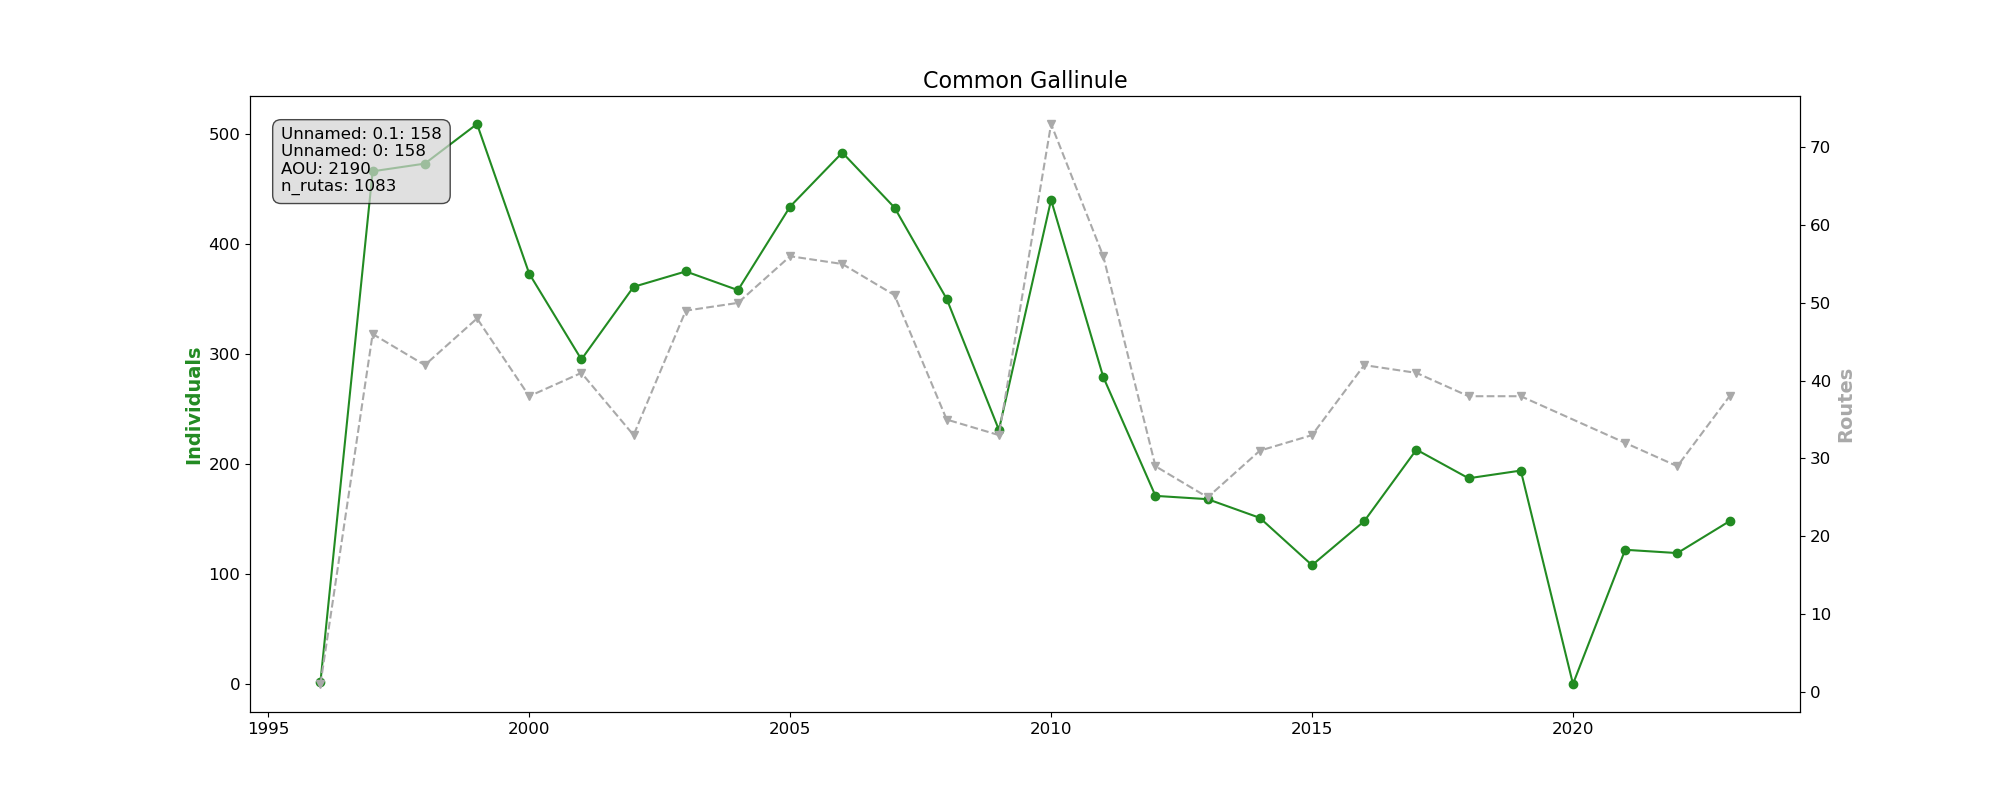 Common Gallinule
Unnamed: 0.1: 158
Unnamed: 0: 158
AOU: 2190
n_rutas: 1083
Individuals
500
400
300
200
100
0
70
60
50
40
30
20
10
0
Routes
1995 2000 2005 2010 2015 2020